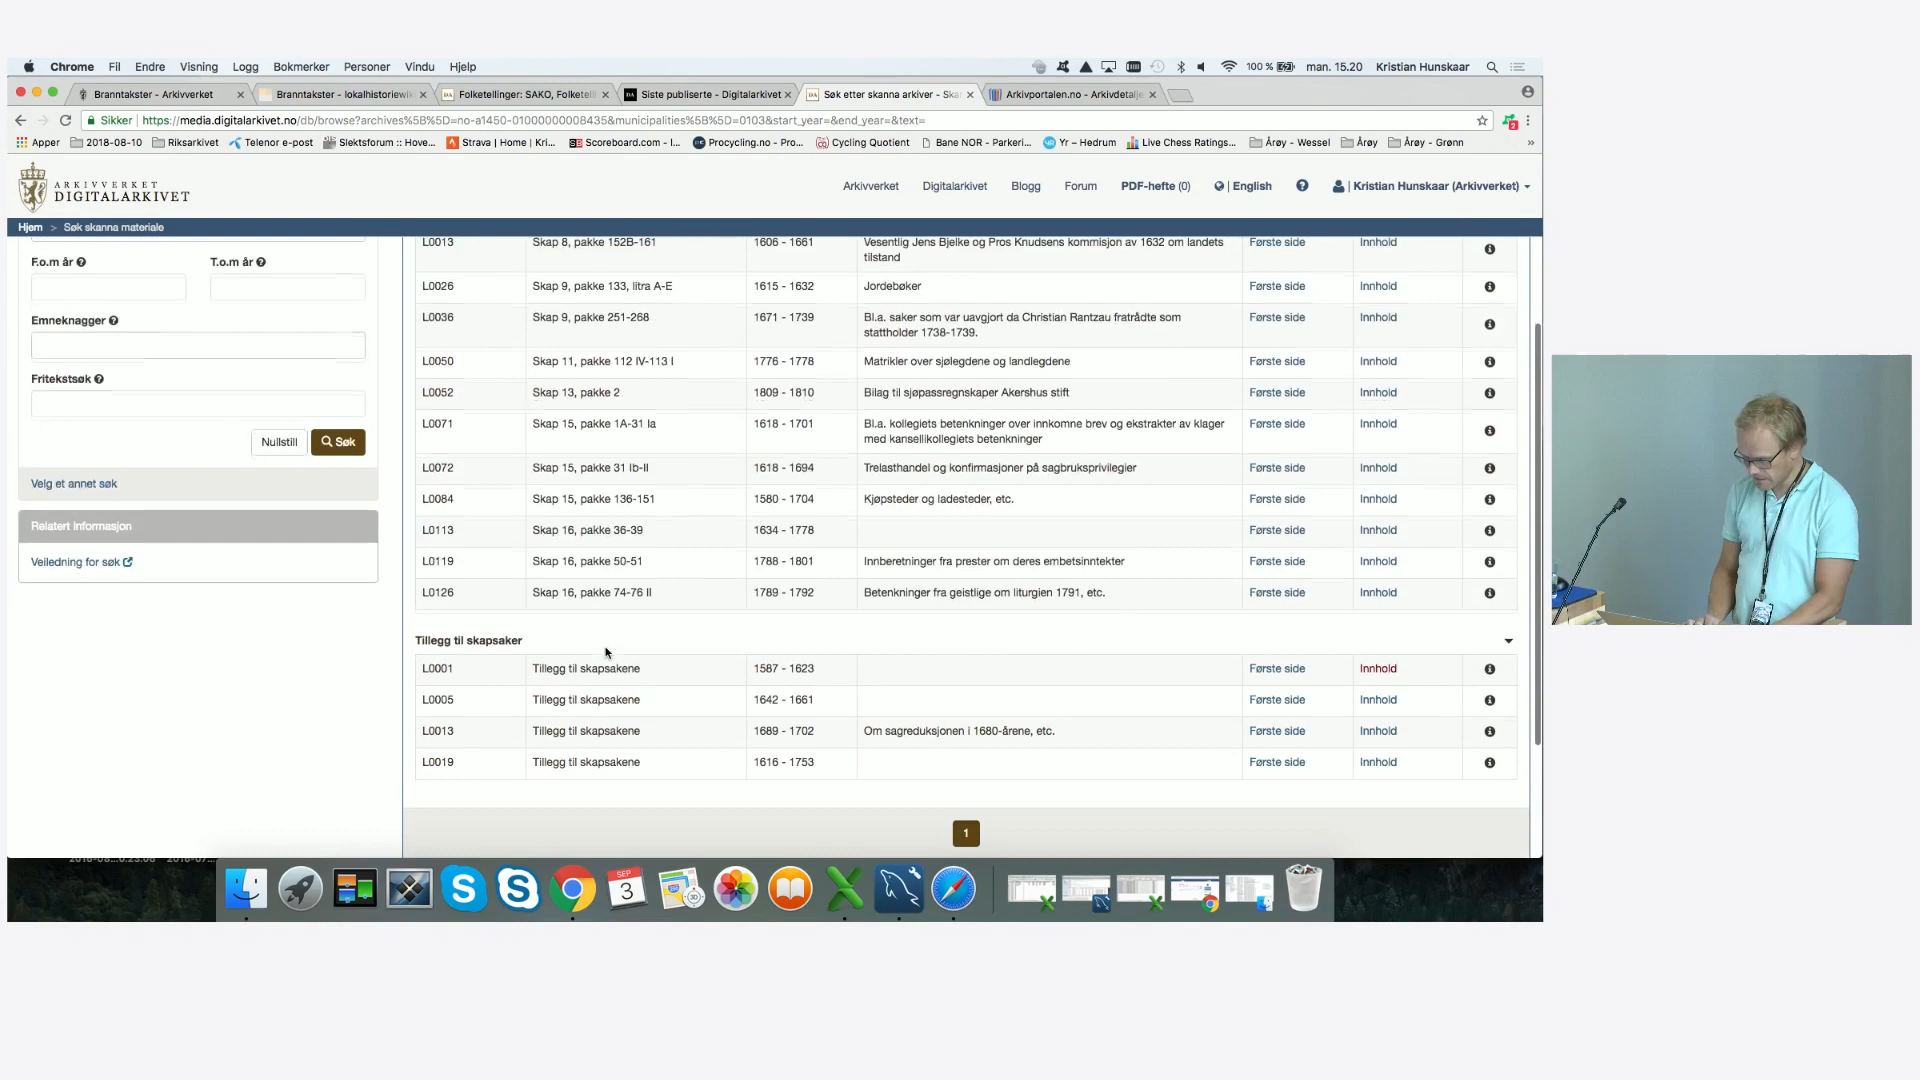 Chrome Fil Endre Visning Logg Bokmerker Personer Vindu Hjelp 100 % man. 15.20 Kristian Hunskaar
Branntakster - Arkivverket Branntakster - lokalhistoriewi Folketellinger: SAKO, Folketell Siste publiserte - Digitalarkivet Søk etter skanna arkiver - Ska Arkivportalen.no - Arkivdetalje
Sikker https://media.digitalarkivet.no/db/browse?archives%5B%5D=no-a1450-01000000008435&municipalities%5B%5D=0103&start_year=&end_year=&text= 2
Apper 2018-08-10 Riksarkivet Telenor e-post Slektsforum :: Hove... Strava | Home | Kri... Scoreboard.com - l... Procycling.no - Pro... Cycling Quotient Bane NOR - Parkeri... Yr – Hedrum Live Chess Ratings... Årøy - Wessel Årøy Årøy - Grønn »
ARKIVVERKET
DIGITALARKIVET
Arkivverket Digitalarkivet Blogg Forum PDF-hefte (0) | English | Kristian Hunskaar (Arkivverket)
Hjem > Søk skanna materiale
F.o.m år T.o.m år
Emneknagger
Fritekstsøk
Nullstill Søk
Velg et annet søk
Relatert informasjon
Veiledning for søk
L0013 Skap 8, pakke 152B-161 1606 - 1661 Vesentlig Jens Bjelke og Pros Knudsens kommisjon av 1632 om landets Første side Innhold
tilstand
L0026 Skap 9, pakke 133, litra A-E 1615 - 1632 Jordebøker Første side Innhold
L0036 Skap 9, pakke 251-268 1671 - 1739 Bl.a. saker som var uavgjort da Christian Rantzau fratrådte som Første side Innhold
stattholder 1738-1739.
L0050 Skap 11, pakke 112 IV-113 I 1776 - 1778 Matrikler over sjølegdene og landlegdene Første side Innhold
L0052 Skap 13, pakke 2 1809 - 1810 Bilag til sjøpassregnskaper Akershus stift Første side Innhold
L0071 Skap 15, pakke 1A-31 Ia 1618 - 1701 Bl.a. kollegiets betenkninger over innkomne brev og ekstrakter av klager Første side Innhold
med kansellikollegiets betenkninger
L0072 Skap 15, pakke 31 Ib-II 1618 - 1694 Trelasthandel og konfirmasjoner på sagbruksprivilegier Første side Innhold
L0084 Skap 15, pakke 136-151 1580 - 1704 Kjøpsteder og ladesteder, etc. Første side Innhold
L0113 Skap 16, pakke 36-39 1634 - 1778 Første side Innhold
L0119 Skap 16, pakke 50-51 1788 - 1801 Innberetninger fra prester om deres embetsinntekter Første side Innhold
L0126 Skap 16, pakke 74-76 II 1789 - 1792 Betenkninger fra geistlige om liturgien 1791, etc. Første side Innhold
Tillegg til skapsaker
L0001 Tillegg til skapsakene 1587 - 1623 Første side Innhold
L0005 Tillegg til skapsakene 1642 - 1661 Første side Innhold
L0013 Tillegg til skapsakene 1689 - 1702 Om sagreduksjonen i 1680-årene, etc. Første side Innhold
L0019 Tillegg til skapsakene 1616 - 1753 Første side Innhold
1
SEP
3